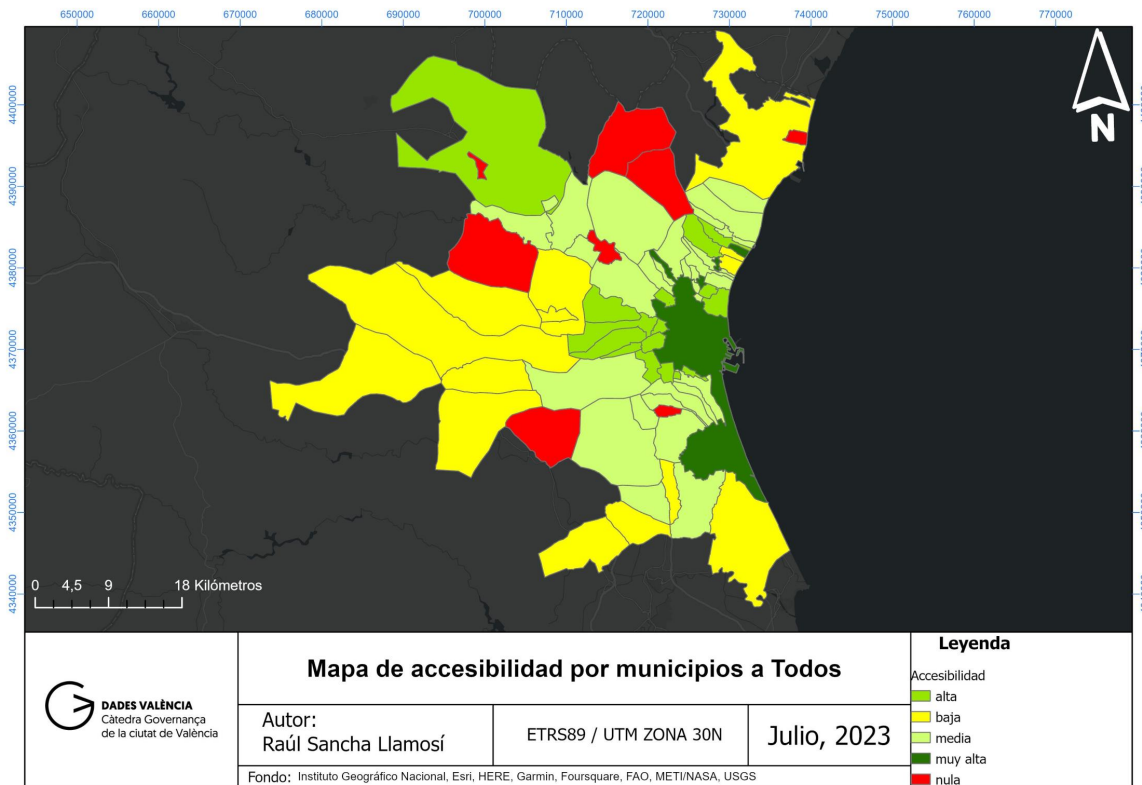 650000 660000 670000 680000 690000 700000 710000 720000 730000 740000 750000 760000 770000
4400000
4390000
4380000
4370000
4360000
4350000
4340000
N
0 4,5 9 18 Kilómetros
DADES VALÈNCIA
Càtedra Governança
de la ciutat de València
Mapa de accesibilidad por municipios a Todos
Autor:
Raúl Sancha Llamosí
ETRS89 / UTM ZONA 30N
Julio, 2023
Fondo: Instituto Geográfico Nacional, Esri, HERE, Garmin, Foursquare, FAO, METI/NASA, USGS
Leyenda
Accesibilidad
alta
baja
media
muy alta
nula